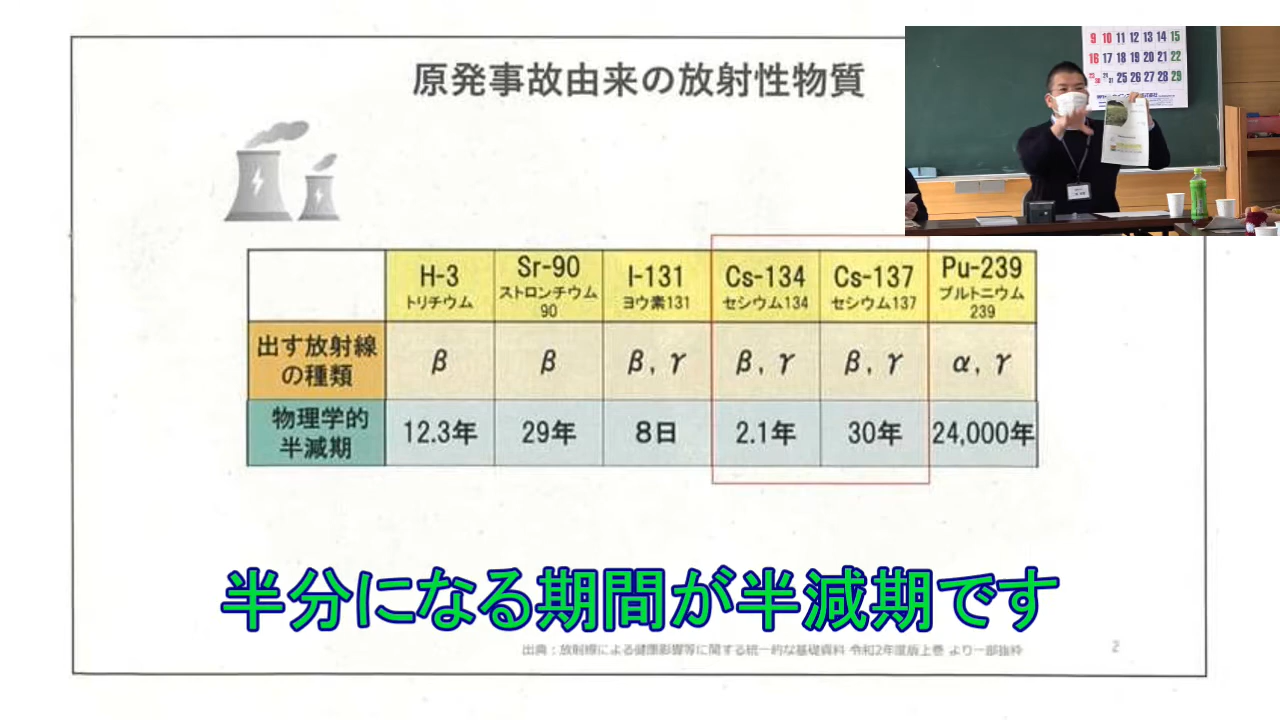 原発事故由来の放射性物質
9 10 11 12 13 14 15
16 17 18 19 20 21 22
23/30 24/31 25 26 27 28 29
H-3 Sr-90 I-131 Cs-134 Cs-137 Pu-239
トリチウム ストロンチウム ヨウ素131 セシウム134 セシウム137 プルトニウム
90 239
出す放射線
の種類
β β β, γ β, γ β, γ α, γ
物理学的
半減期
12.3年 29年 8日 2.1年 30年 24,000年
半分になる期間が半減期です
出典:放射線による健康影響等に関する統一的な基礎資料 令和2年度版上巻 より一部抜粋
2